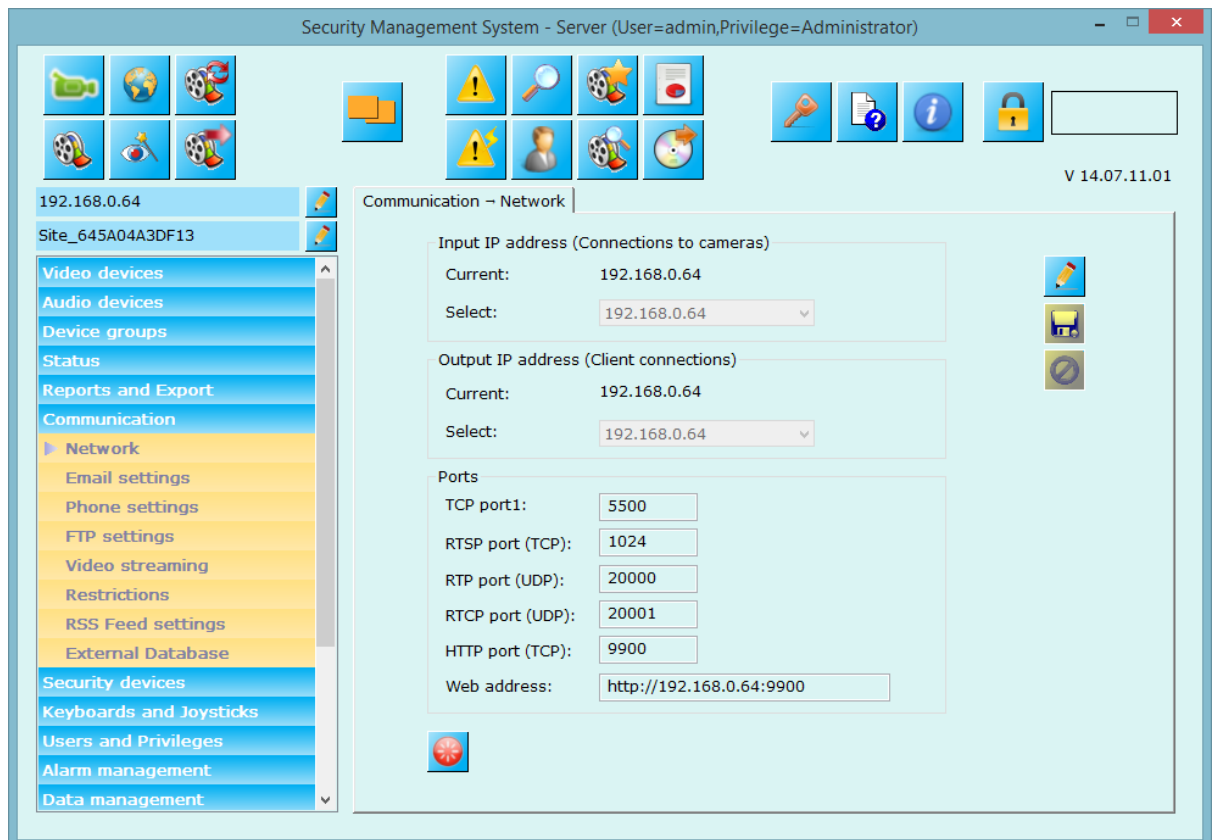 Security Management System - Server (User=admin,Privilege=Administrator)
V 14.07.11.01
192.168.0.64
Site_645A04A3DF13
Video devices
Audio devices
Device groups
Status
Reports and Export
Communication
Network
Email settings
Phone settings
FTP settings
Video streaming
Restrictions
RSS Feed settings
External Database
Security devices
Keyboards and Joysticks
Users and Privileges
Alarm management
Data management
Communication → Network
Input IP address (Connections to cameras)
Current: 192.168.0.64
Select: 192.168.0.64
Output IP address (Client connections)
Current: 192.168.0.64
Select: 192.168.0.64
Ports
TCP port1: 5500
RTSP port (TCP): 1024
RTP port (UDP): 20000
RTCP port (UDP): 20001
HTTP port (TCP): 9900
Web address: http://192.168.0.64:9900